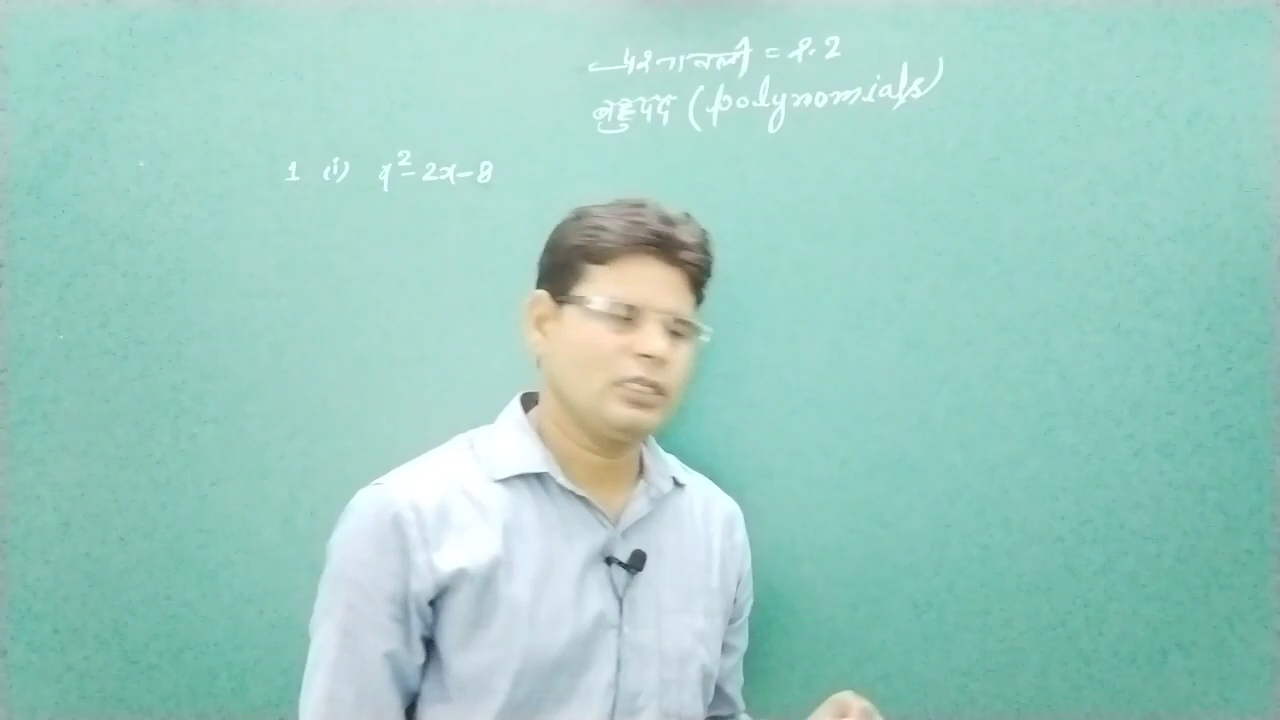 प्रश्नावली = 2.2
बहुपद (polynomials)
1 (i) x² - 2x - 8